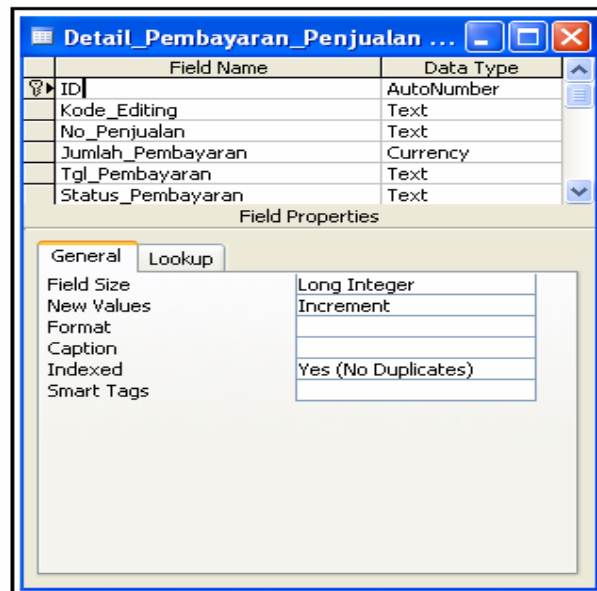 Detail_Pembayaran_Penjualan ...
Field Name Data Type
ID AutoNumber
Kode_Editing Text
No_Penjualan Text
Jumlah_Pembayaran Currency
Tgl_Pembayaran Text
Status_Pembayaran Text
Field Properties
General Lookup
Field Size Long Integer
New Values Increment
Format
Caption
Indexed Yes (No Duplicates)
Smart Tags